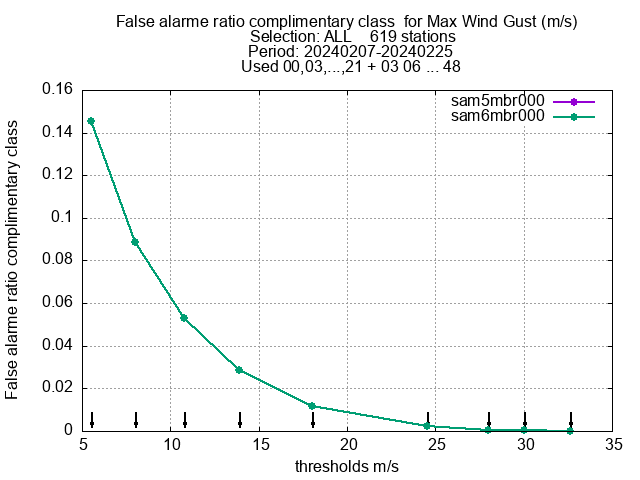 False alarme ratio complimentary class  for Max Wind Gust (m/s)
Selection: ALL    619 stations
Period: 20240207-20240225
Used 00,03,...,21 + 03 06 ... 48
sam5mbr000
sam6mbr000
False alarme ratio complimentary class
0.16
0.14
0.12
0.1
0.08
0.06
0.04
0.02
0
5 10 15 20 25 30 35
thresholds m/s